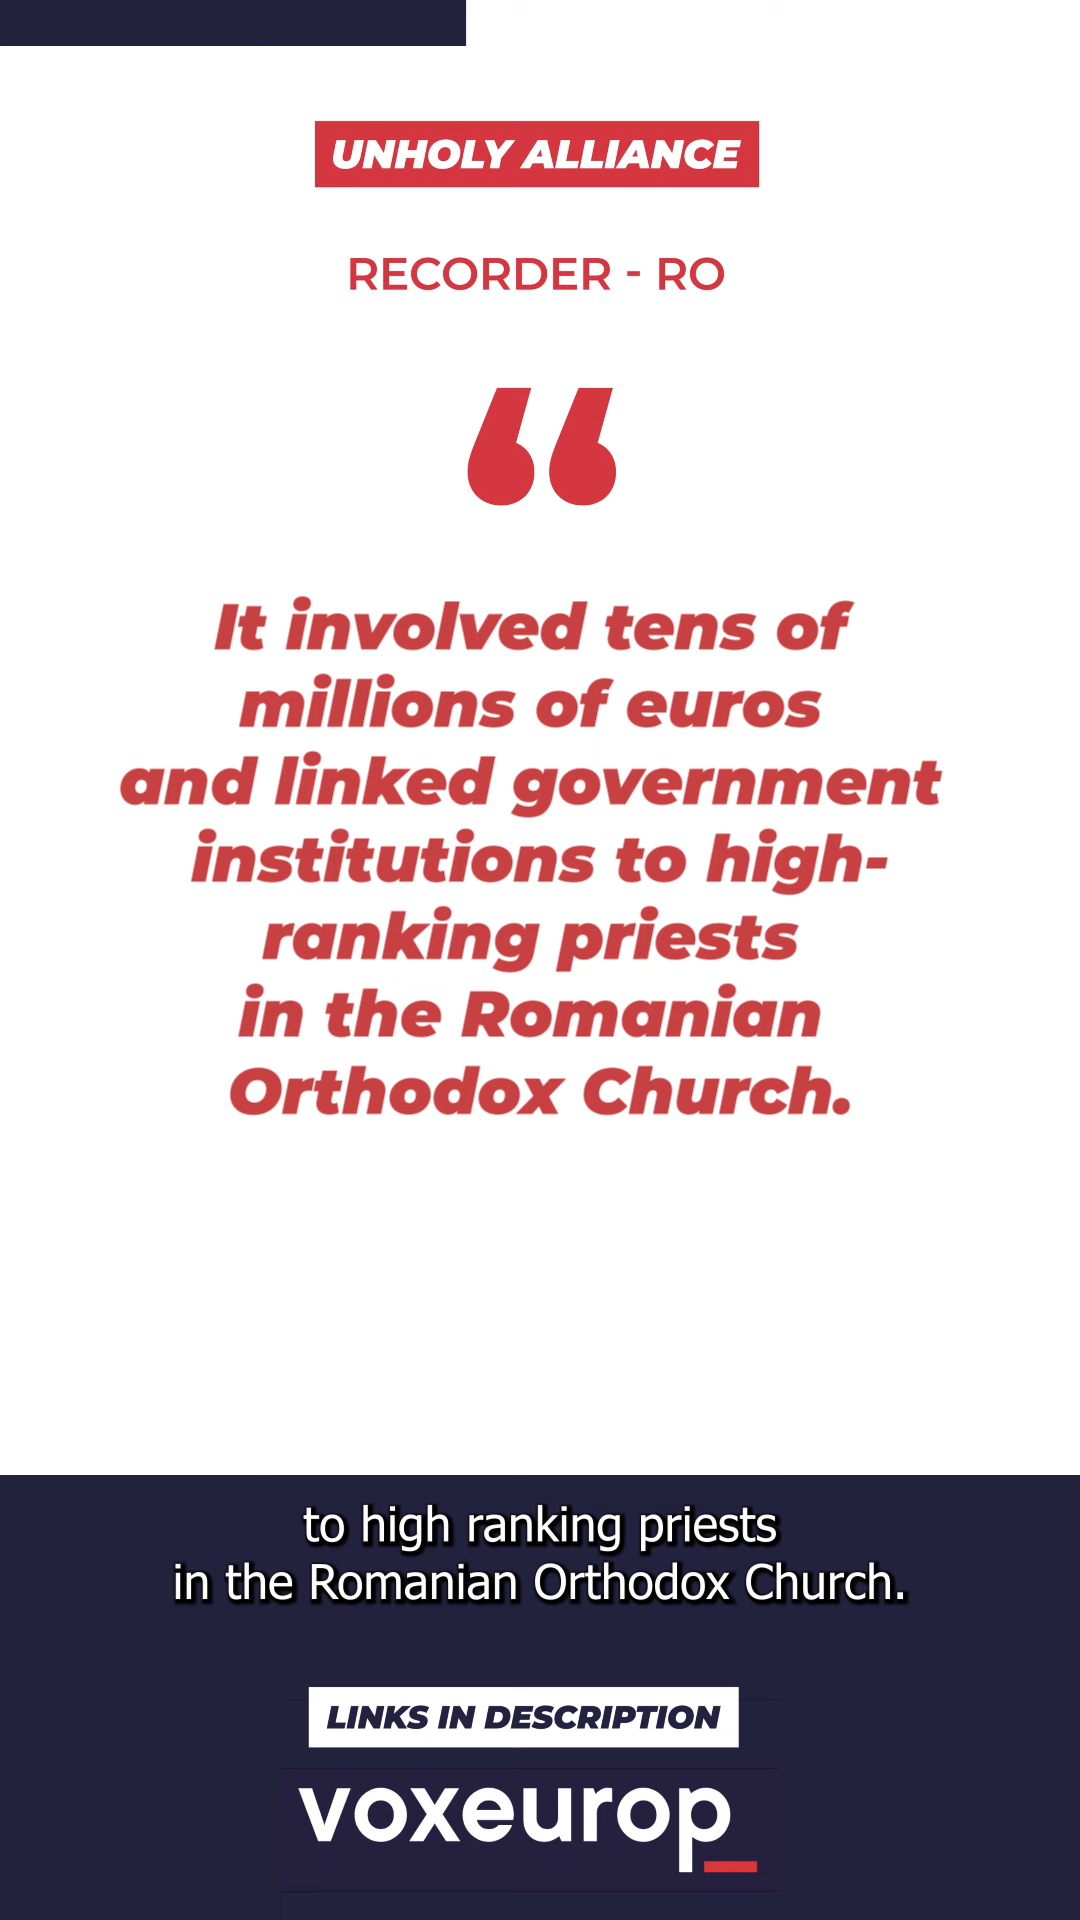 UNHOLY ALLIANCE
RECORDER - RO
“
It involved tens of
millions of euros
and linked government
institutions to high-
ranking priests
in the Romanian
Orthodox Church.
to high ranking priests
in the Romanian Orthodox Church.
LINKS IN DESCRIPTION
voxeurop_